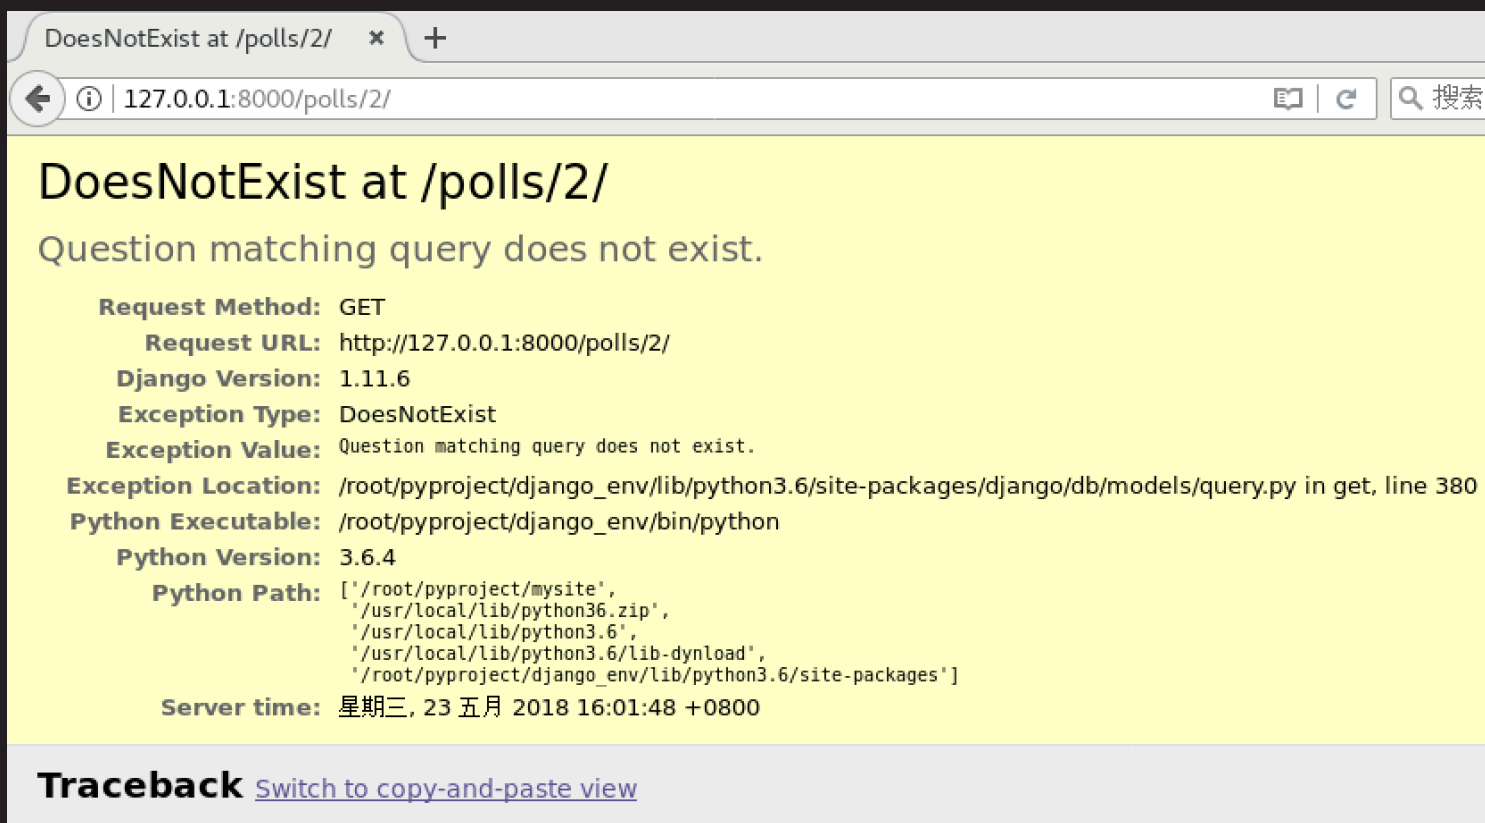 DoesNotExist at /polls/2/
127.0.0.1:8000/polls/2/
搜索
DoesNotExist at /polls/2/
Question matching query does not exist.
Request Method: GET
Request URL: http://127.0.0.1:8000/polls/2/
Django Version: 1.11.6
Exception Type: DoesNotExist
Exception Value: Question matching query does not exist.
Exception Location: /root/pyproject/django_env/lib/python3.6/site-packages/django/db/models/query.py in get, line 380
Python Executable: /root/pyproject/django_env/bin/python
Python Version: 3.6.4
Python Path: ['/root/pyproject/mysite',
'/usr/local/lib/python36.zip',
'/usr/local/lib/python3.6',
'/usr/local/lib/python3.6/lib-dynload',
'/root/pyproject/django_env/lib/python3.6/site-packages']
Server time: 星期三, 23 五月 2018 16:01:48 +0800
Traceback Switch to copy-and-paste view